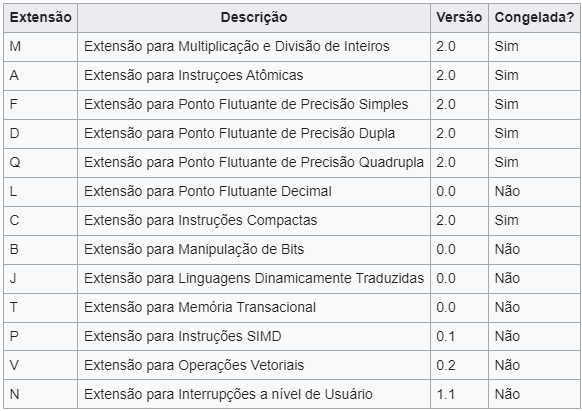 Extensão Descrição Versão Congelada?
M Extensão para Multiplicação e Divisão de Inteiros 2.0 Sim
A Extensão para Instruçoes Atômicas 2.0 Sim
F Extensão para Ponto Flutuante de Precisão Simples 2.0 Sim
D Extensão para Ponto Flutuante de Precisão Dupla 2.0 Sim
Q Extensão para Ponto Flutuante de Precisão Quadrupla 2.0 Sim
L Extensão para Ponto Flutuante Decimal 0.0 Não
C Extensão para Instruções Compactas 2.0 Sim
B Extensão para Manipulação de Bits 0.0 Não
J Extensão para Linguagens Dinamicamente Traduzidas 0.0 Não
T Extensão para Memória Transacional 0.0 Não
P Extensão para Instruções SIMD 0.1 Não
V Extensão para Operações Vetoriais 0.2 Não
N Extensão para Interrupções a nível de Usuário 1.1 Não